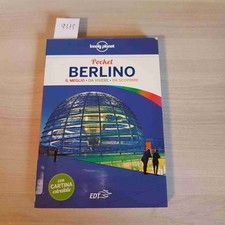 lonely planet
Pocket
BERLINO
IL MEGLIO • DA VIVERE • DA SCOPRIRE
con
CARTINA
estraibile
EDT